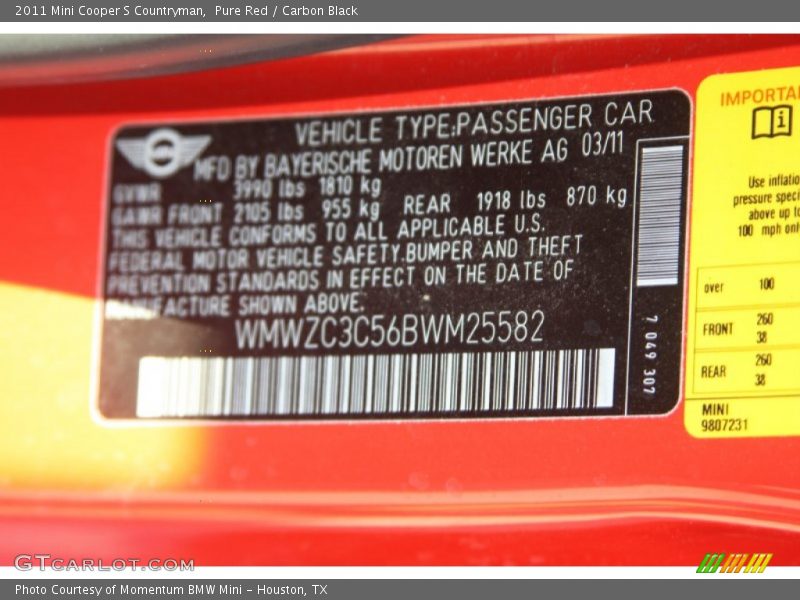 2011 Mini Cooper S Countryman, Pure Red / Carbon Black
VEHICLE TYPE:PASSENGER CAR
MFD BY BAYERISCHE MOTOREN WERKE AG 03/11
GVWR 3990 lbs 1810 kg
GAWR FRONT 2105 lbs 955 kg REAR 1918 lbs 870 kg
THIS VEHICLE CONFORMS TO ALL APPLICABLE U.S.
FEDERAL MOTOR VEHICLE SAFETY.BUMPER AND THEFT
PREVENTION STANDARDS IN EFFECT ON THE DATE OF
MANUFACTURE SHOWN ABOVE.
WMWZC3C56BWM25582
7 049 307
IMPORTA
i
Use inflatio
pressure speci
above up to
100 mph only
over 100
FRONT 260
38
REAR 260
38
MINI
9807231
GTCARLOT.COM
Photo Courtesy of Momentum BMW Mini - Houston, TX